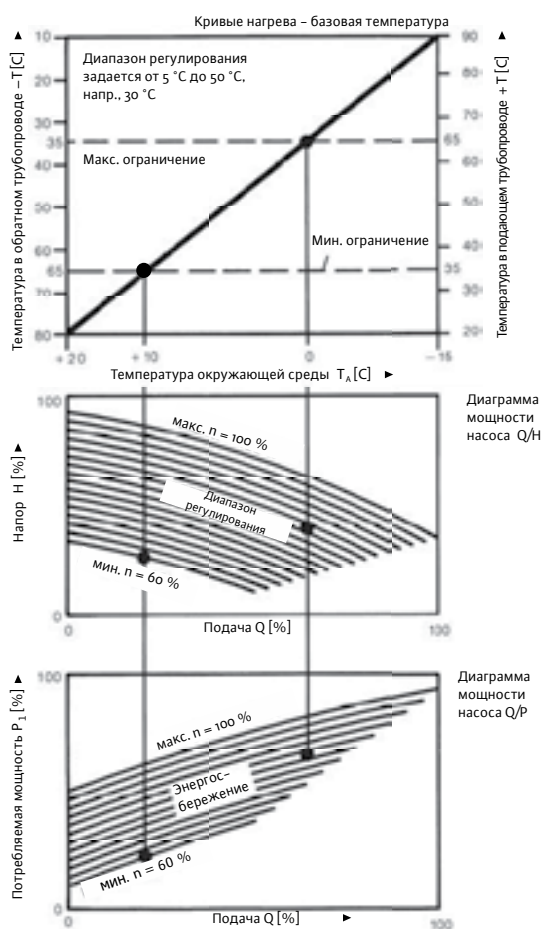 Кривые нагрева – базовая температура
Температура в обратном трубопроводе –T [C]
10
20
30
35
40
50
60
65
70
80
Диапазон регулирования
задается от 5 °C до 50 °C,
напр., 30 °C
Макс. ограничение
Мин. ограничение
90
80
70
65
60
50
40
35
30
20
Температура в подающем трубопроводе +T [C]
+20
+10
0
–15
Температура окружающей среды T_A [C]
Диаграмма
мощности
насоса Q/H
Напор H [%]
100
0
макс. n = 100 %
Диапазон
регулирования
мин. n = 60 %
0
Подача Q [%]
100
Диаграмма
мощности
насоса Q/P
Потребляемая мощность P₁ [%]
100
0
макс. n = 100 %
Энергос–
бережение
мин. n = 60 %
0
Подача Q [%]
100